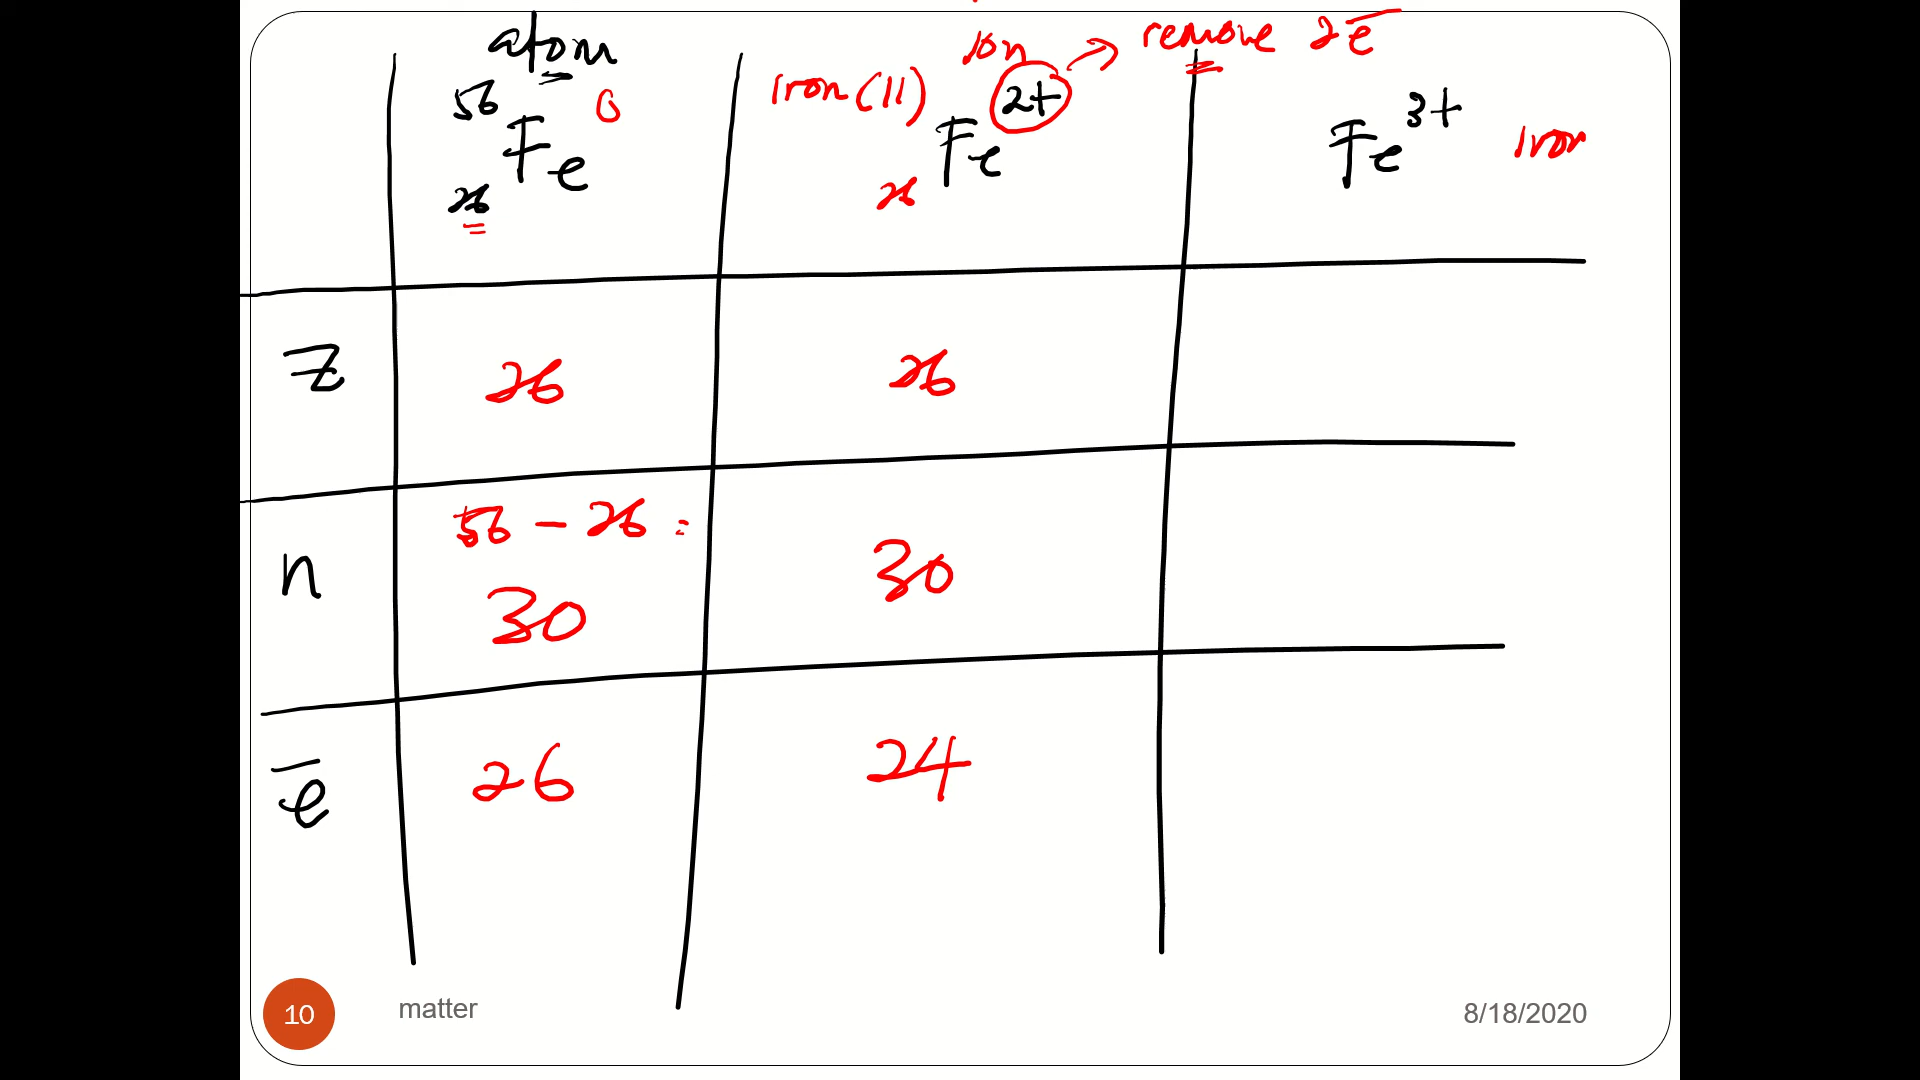 atom
ion → remove 2e̅
56 Fe 0
26
iron (II) Fe 2+
26
Fe 3+ iron
Z 26 26
56 - 26 =
n 30 30
e̅ 26 24
10 matter 8/18/2020